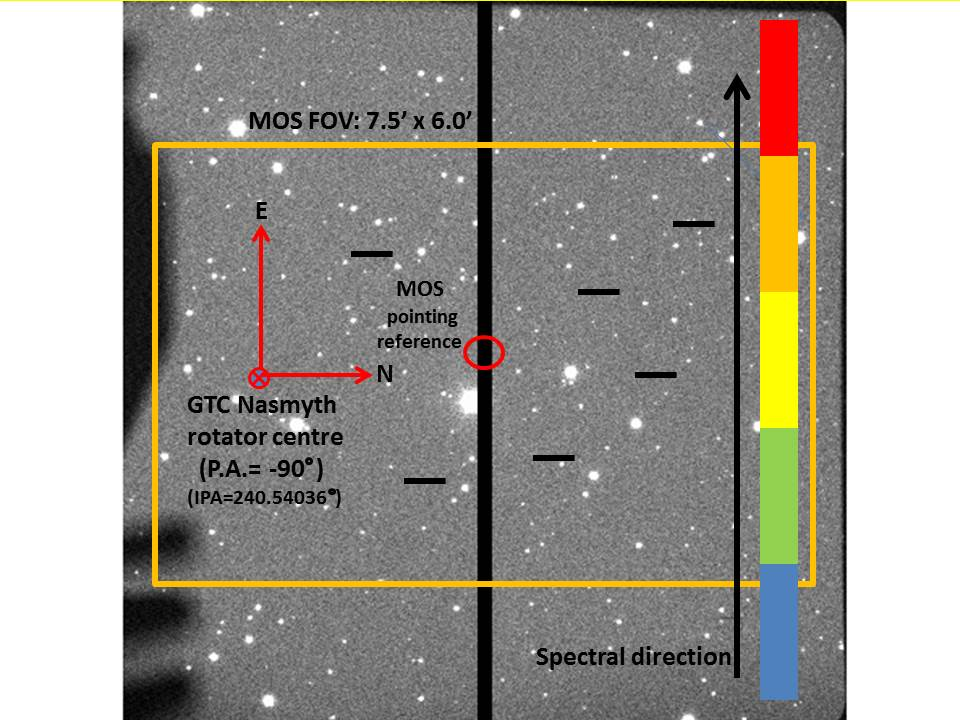 MOS FOV: 7.5’ x 6.0’
E
MOS
pointing
reference
N
GTC Nasmyth
rotator centre
(P.A.= -90°)
(IPA=240.54036°)
Spectral direction